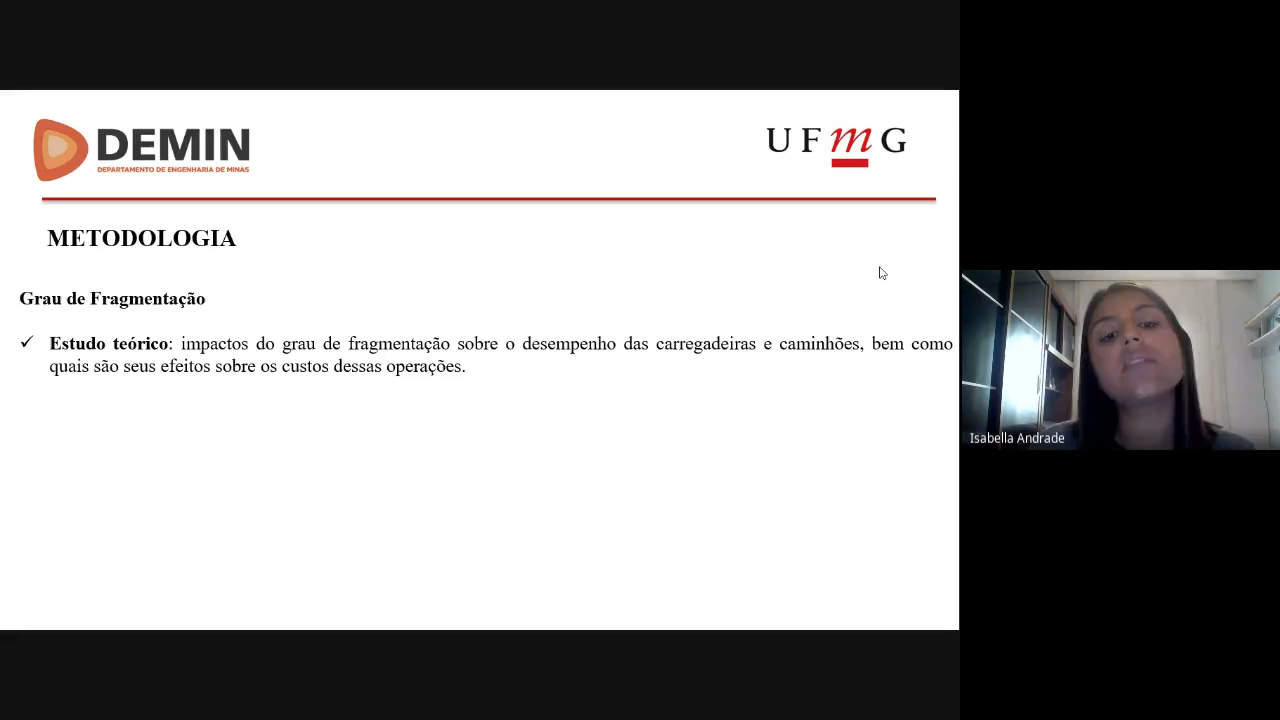 DEMIN
DEPARTAMENTO DE ENGENHARIA DE MINAS
UFmG
METODOLOGIA
Grau de Fragmentação
✓ Estudo teórico: impactos do grau de fragmentação sobre o desempenho das carregadeiras e caminhões, bem como
quais são seus efeitos sobre os custos dessas operações.
Isabella Andrade